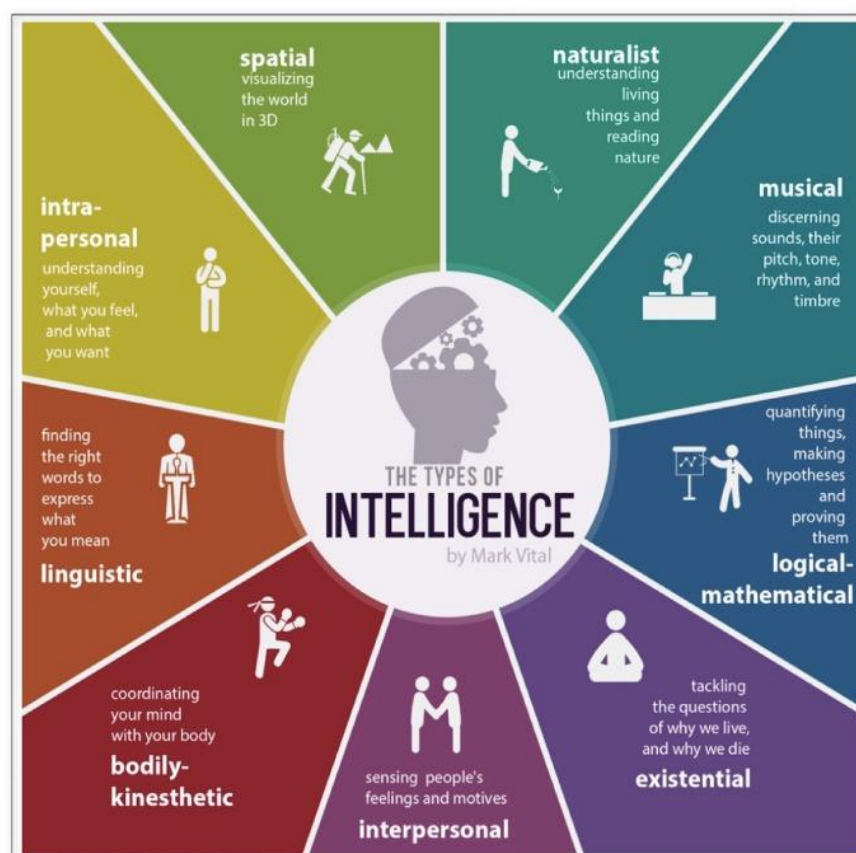 spatial
visualizing
the world
in 3D
naturalist
understanding
living
things and
reading
nature
musical
discerning
sounds, their
pitch, tone,
rhythm, and
timbre
quantifying
things,
making
hypotheses
and
proving
them
logical-
mathematical
tackling
the questions
of why we live,
and why we die
existential
sensing people's
feelings and motives
interpersonal
coordinating
your mind
with your body
bodily-
kinesthetic
finding
the right
words to
express
what
you mean
linguistic
intra-
personal
understanding
yourself,
what you feel,
and what
you want
THE TYPES OF
INTELLIGENCE
by Mark Vital